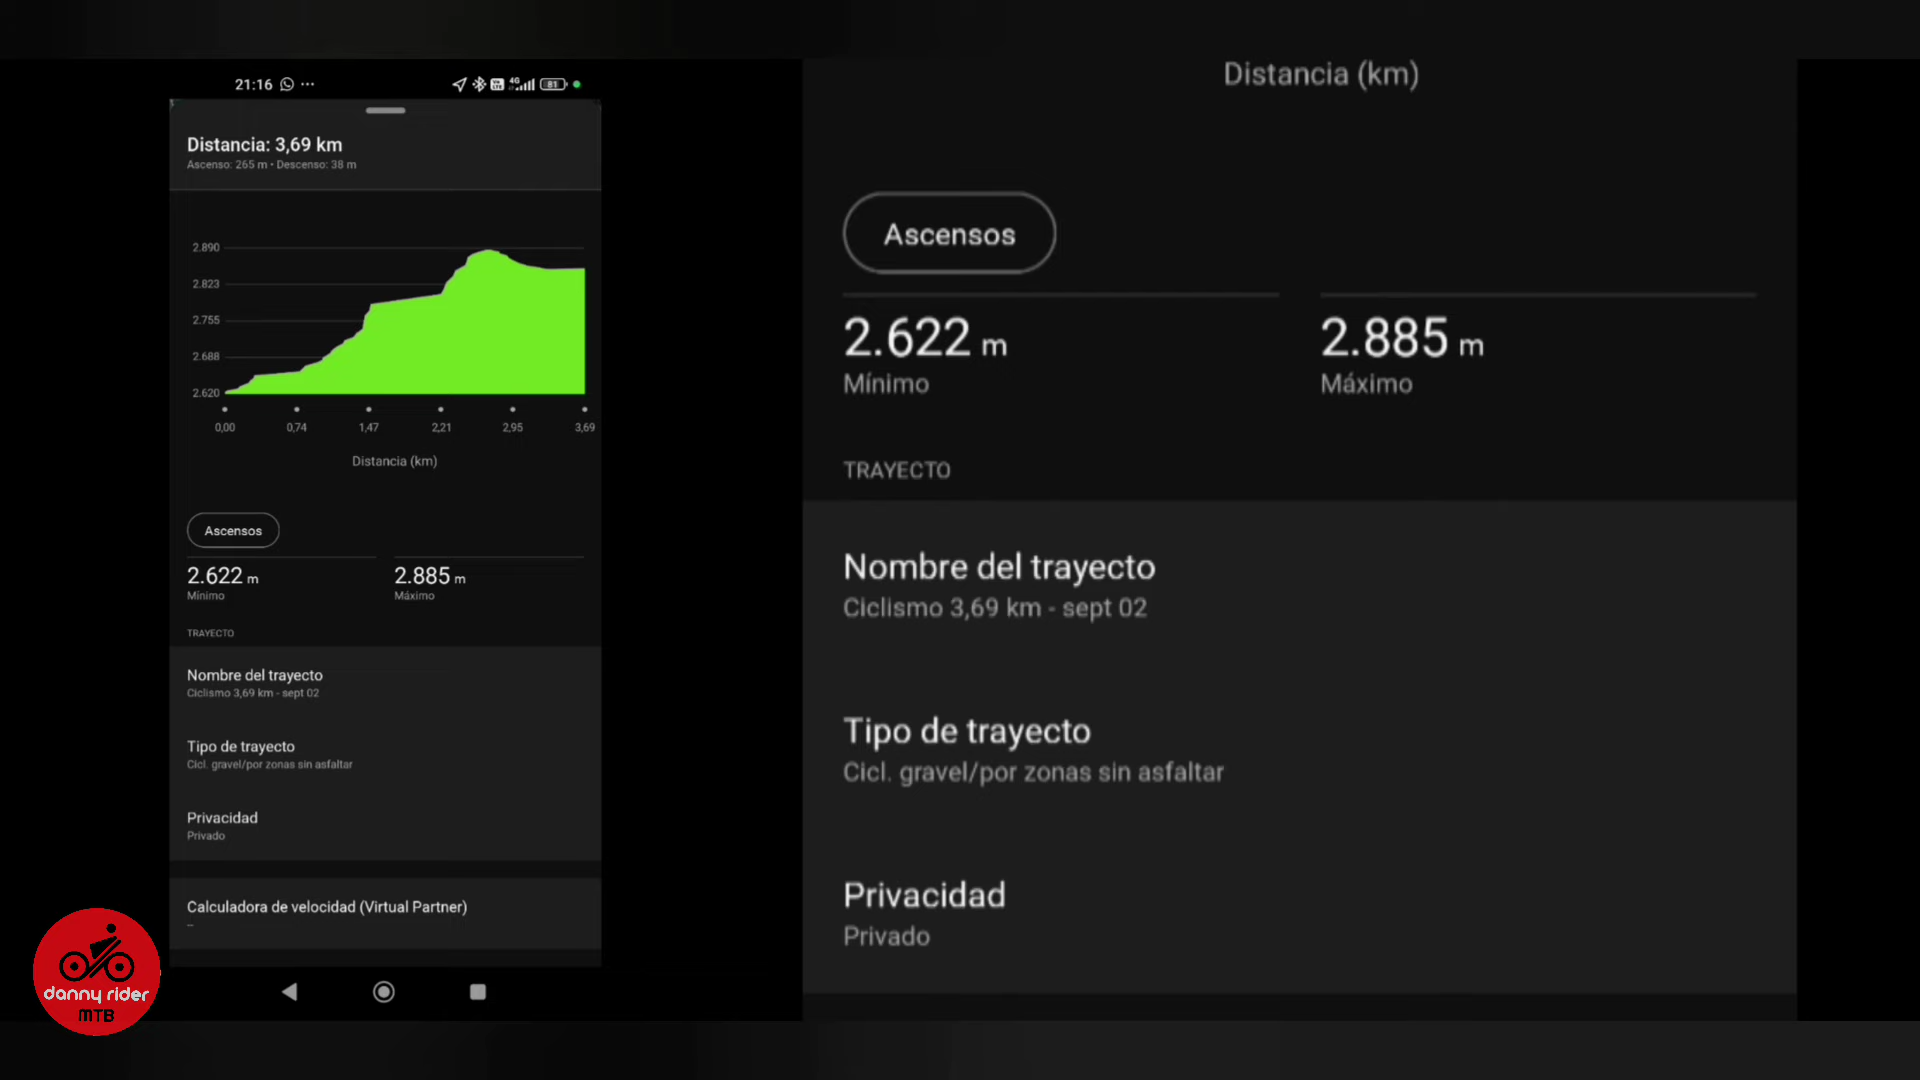 21:16
4G
81
Distancia: 3,69 km
Ascenso: 265 m • Descenso: 38 m
2.890
2.823
2.755
2.688
2.620
0,00 0,74 1,47 2,21 2,95 3,69
Distancia (km)
Ascensos
2.622 m 2.885 m
Mínimo Máximo
TRAYECTO
Nombre del trayecto
Ciclismo 3,69 km - sept 02
Tipo de trayecto
Cicl. gravel/por zonas sin asfaltar
Privacidad
Privado
Calculadora de velocidad (Virtual Partner)
--
danny rider
MTB
Distancia (km)
Ascensos
2.622 m 2.885 m
Mínimo Máximo
TRAYECTO
Nombre del trayecto
Ciclismo 3,69 km - sept 02
Tipo de trayecto
Cicl. gravel/por zonas sin asfaltar
Privacidad
Privado